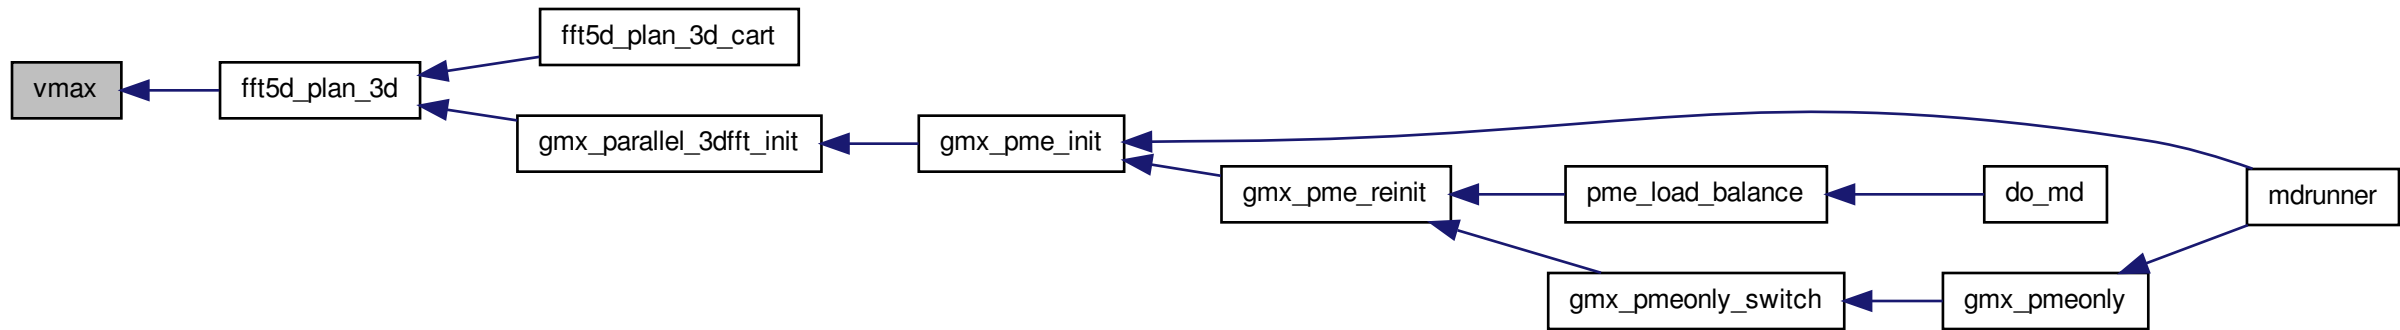 vmax
fft5d_plan_3d
fft5d_plan_3d_cart
gmx_parallel_3dfft_init
gmx_pme_init
gmx_pme_reinit
pme_load_balance
do_md
mdrunner
gmx_pmeonly_switch
gmx_pmeonly